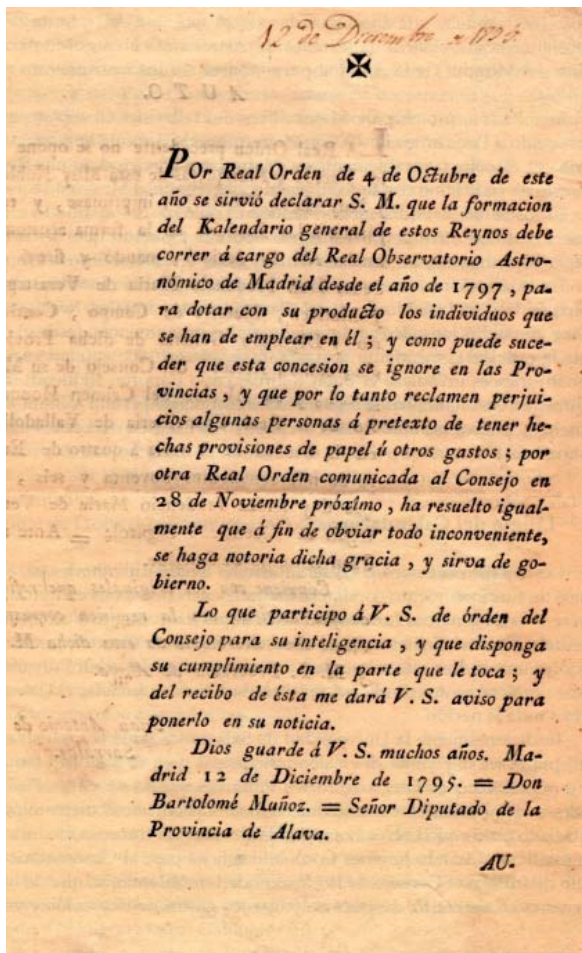 12 de Diciembre de 1795.
✠
POr Real Orden de 4 de Octubre de este
año se sirvió declarar S. M. que la formacion
del Kalendario general de estos Reynos debe
correr á cargo del Real Observatorio Astro-
nómico de Madrid desde el año de 1797, pa-
ra dotar con su producto los individuos que
se han de emplear en él; y como puede suce-
der que esta concesion se ignore en las Pro-
vincias, y que por lo tanto reclamen perjui-
cios algunas personas á pretexto de tener he-
chas provisiones de papel ú otros gastos; por
otra Real Orden comunicada al Consejo en
28 de Noviembre próximo, ha resuelto igual-
mente que á fin de obviar todo inconveniente,
se haga notoria dicha gracia, y sirva de go-
bierno.
Lo que participo á V. S. de órden del
Consejo para su inteligencia, y que disponga
su cumplimiento en la parte que le toca; y
del recibo de ésta me dará V. S. aviso para
ponerlo en su noticia.
Dios guarde á V. S. muchos años. Ma-
drid 12 de Diciembre de 1795. = Don
Bartolomé Muñoz. = Señor Diputado de la
Provincia de Alava.
AU-